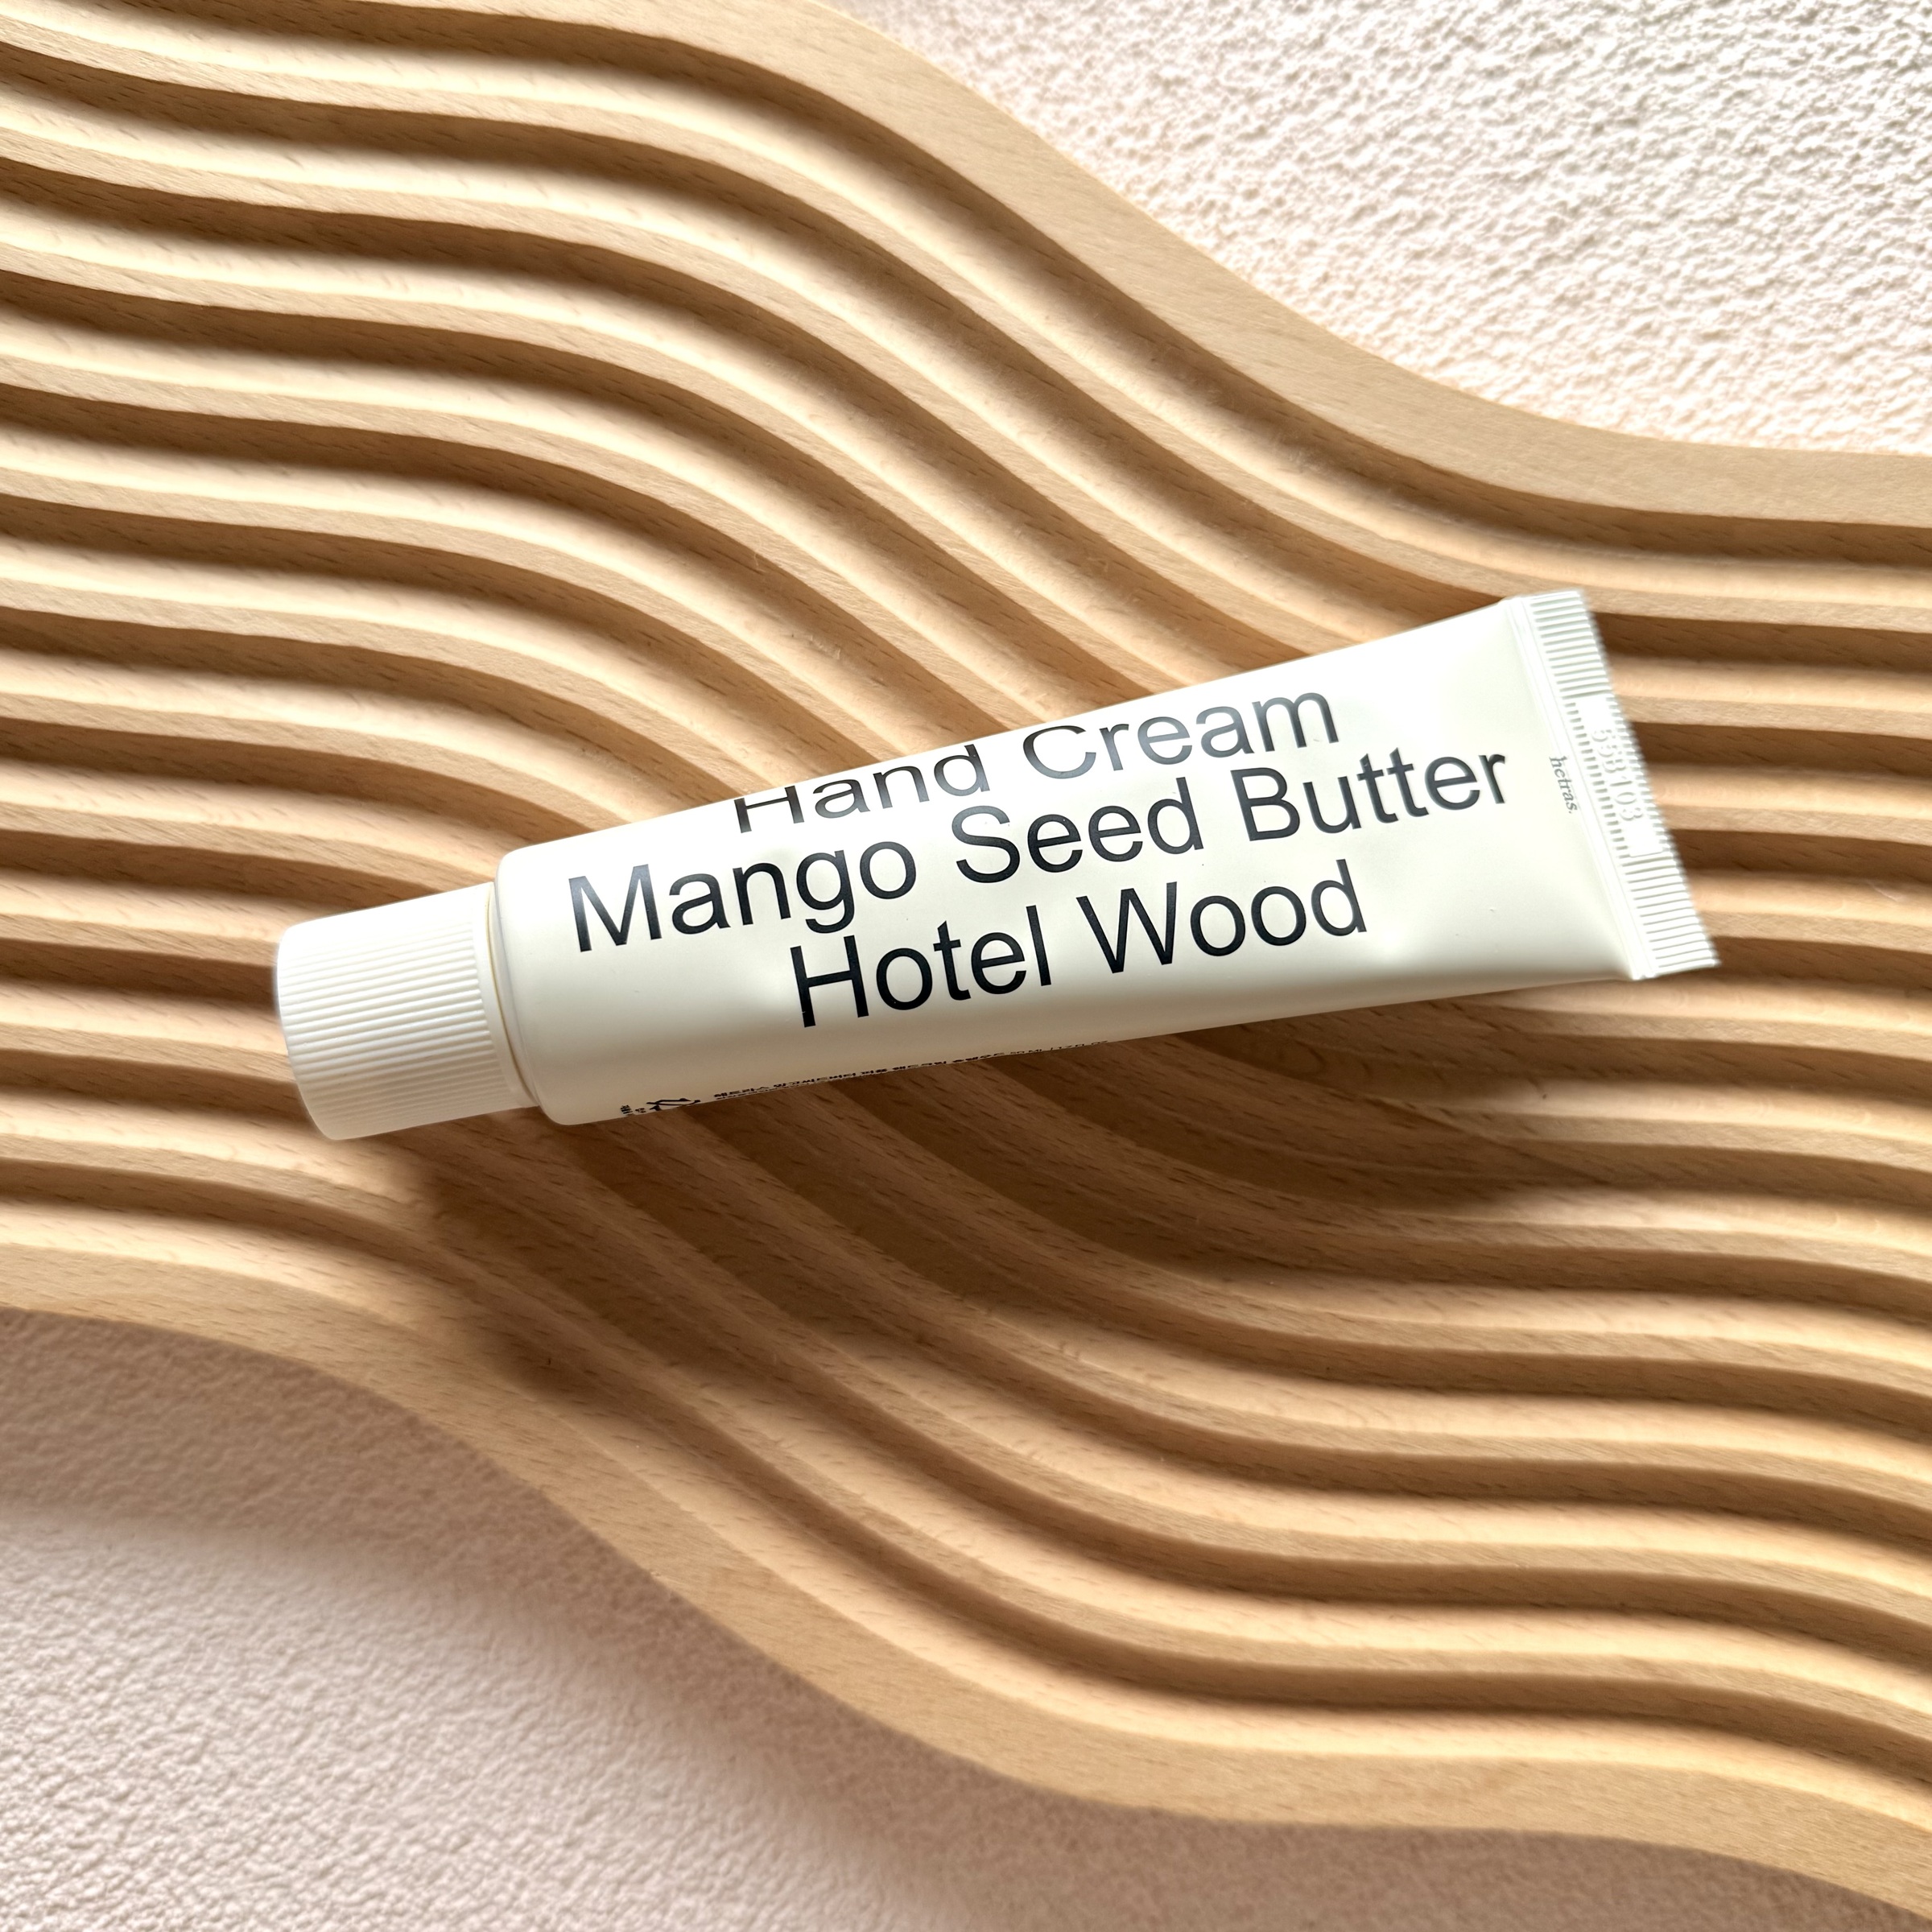 Hand Cream
Mango Seed Butter
Hotel Wood
hetras.